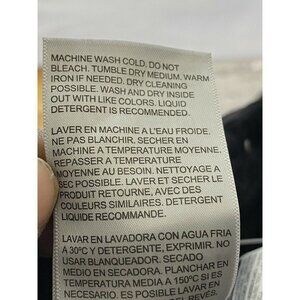 MACHINE WASH COLD. DO NOT
BLEACH. TUMBLE DRY MEDIUM. WARM
IRON IF NEEDED. DRY CLEANING
POSSIBLE. WASH AND DRY INSIDE
OUT WITH LIKE COLORS. LIQUID
DETERGENT IS RECOMMENDED.
LAVER EN MACHINE A L'EAU FROIDE.
NE PAS BLANCHIR. SECHER EN
MACHINE A TEMPERATURE MOYENNE.
REPASSER A TEMPERATURE
MOYENNE AU BESOIN. NETTOYAGE A
SEC POSSIBLE. LAVER ET SECHER LE
PRODUIT RETOURNE, AVEC DES
COULEURS SIMILAIRES. DETERGENT
LIQUIDE RECOMMANDE.
LAVAR EN LAVADORA CON AGUA FRIA
A 30ºC Y DETERGENTE, EXPRIMIR. NO
USAR BLANQUEADOR. SECADO
MEDIO EN SECADORA. PLANCHAR EN
TEMPERATURA MEDIA A 150ºC SI ES
NECESARIO. ES POSIBLE LAVAR EN